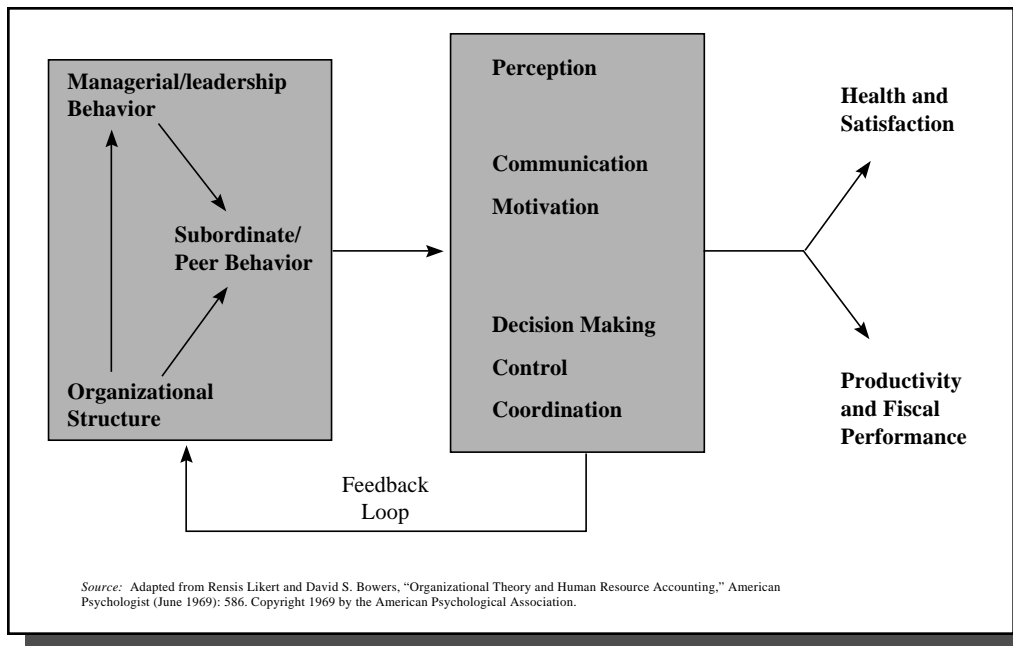 Managerial/leadership
Behavior
Subordinate/
Peer Behavior
Organizational
Structure
Perception
Communication
Motivation
Decision Making
Control
Coordination
Health and
Satisfaction
Productivity
and Fiscal
Performance
Feedback
Loop
Source: Adapted from Rensis Likert and David S. Bowers, “Organizational Theory and Human Resource Accounting,” American
Psychologist (June 1969): 586. Copyright 1969 by the American Psychological Association.